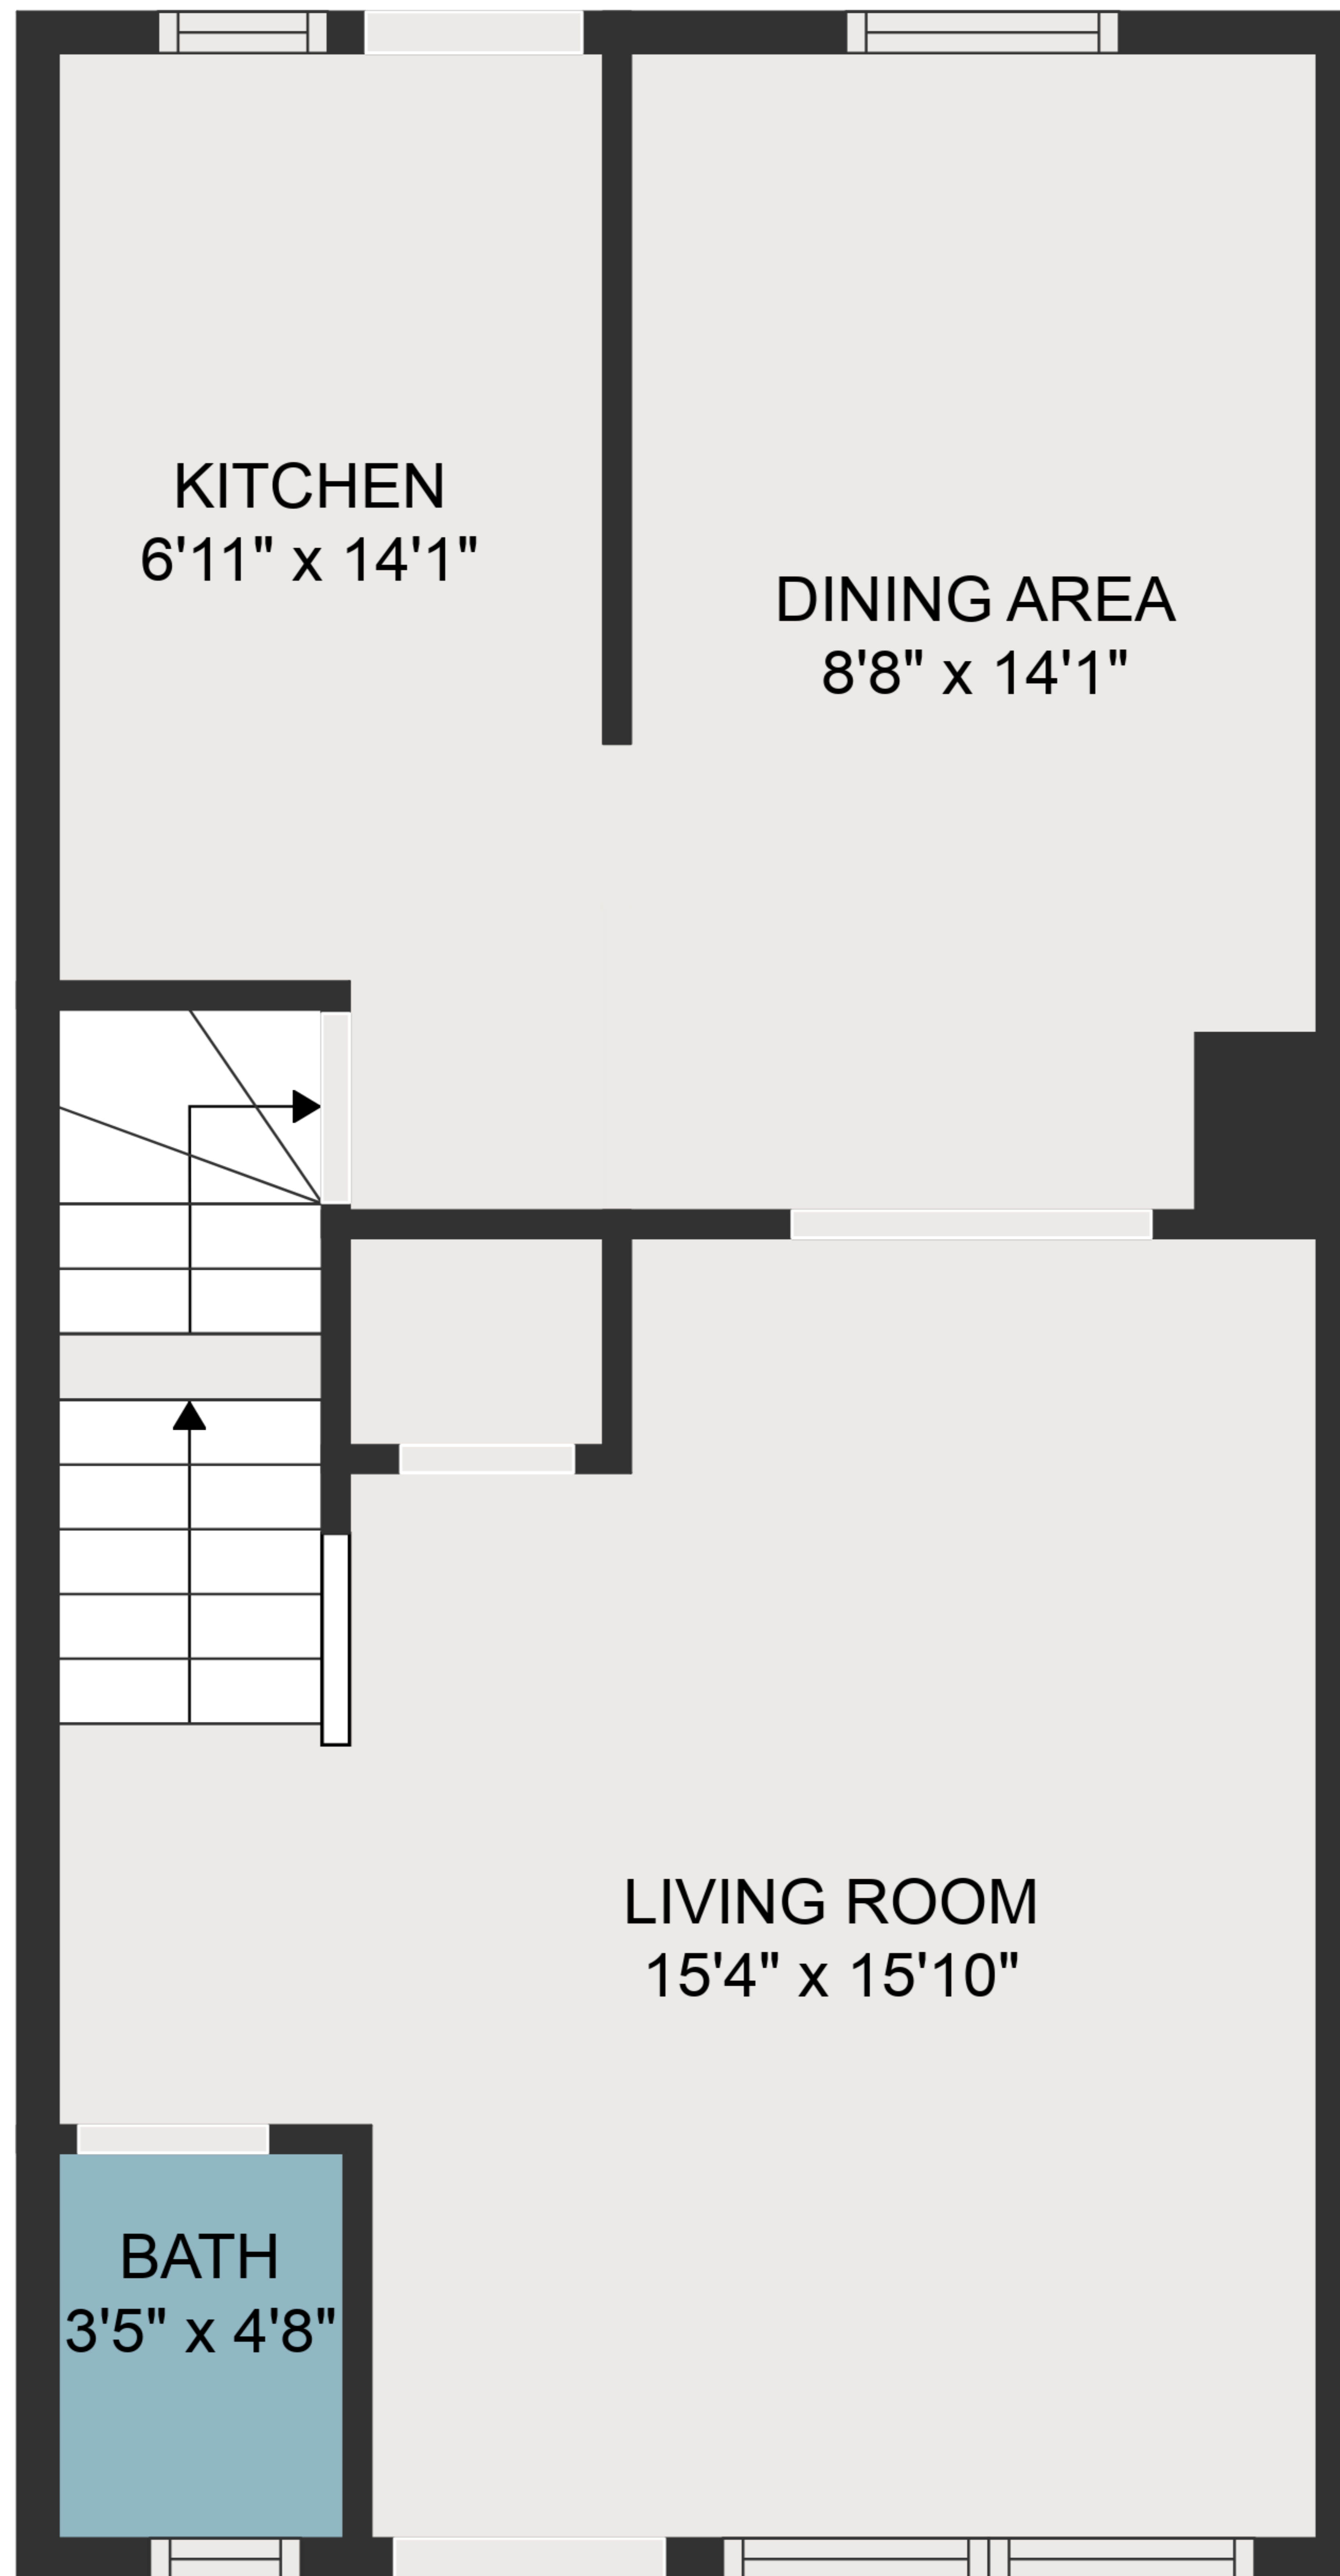 KITCHEN
6'11" x 14'1"
DINING AREA
8'8" x 14'1"
LIVING ROOM
15'4" x 15'10"
BATH
3'5" x 4'8"